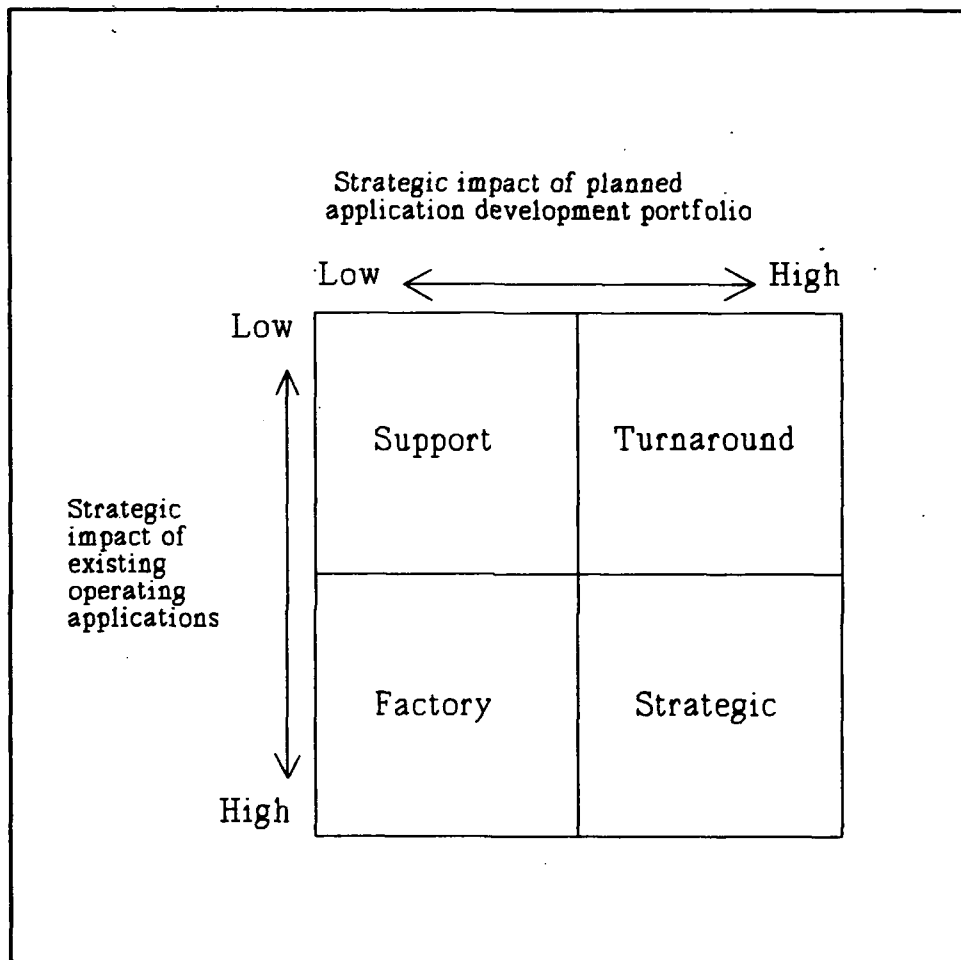 Strategic impact of planned
application development portfolio
Low High
Low
Support Turnaround
Strategic
impact of
existing
operating
applications
Factory Strategic
High